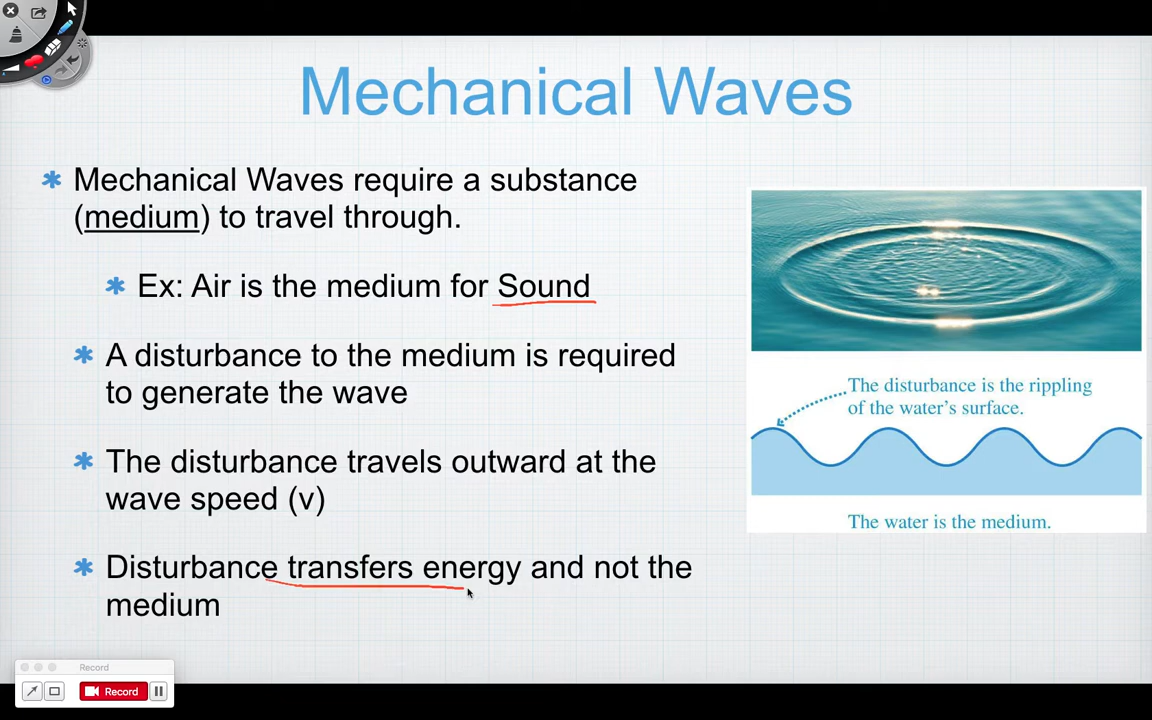 Mechanical Waves
Mechanical Waves require a substance
(medium) to travel through.
Ex: Air is the medium for Sound
A disturbance to the medium is required
to generate the wave
The disturbance travels outward at the
wave speed (v)
Disturbance transfers energy and not the
medium
The disturbance is the rippling
of the water’s surface.
The water is the medium.
Record
Record